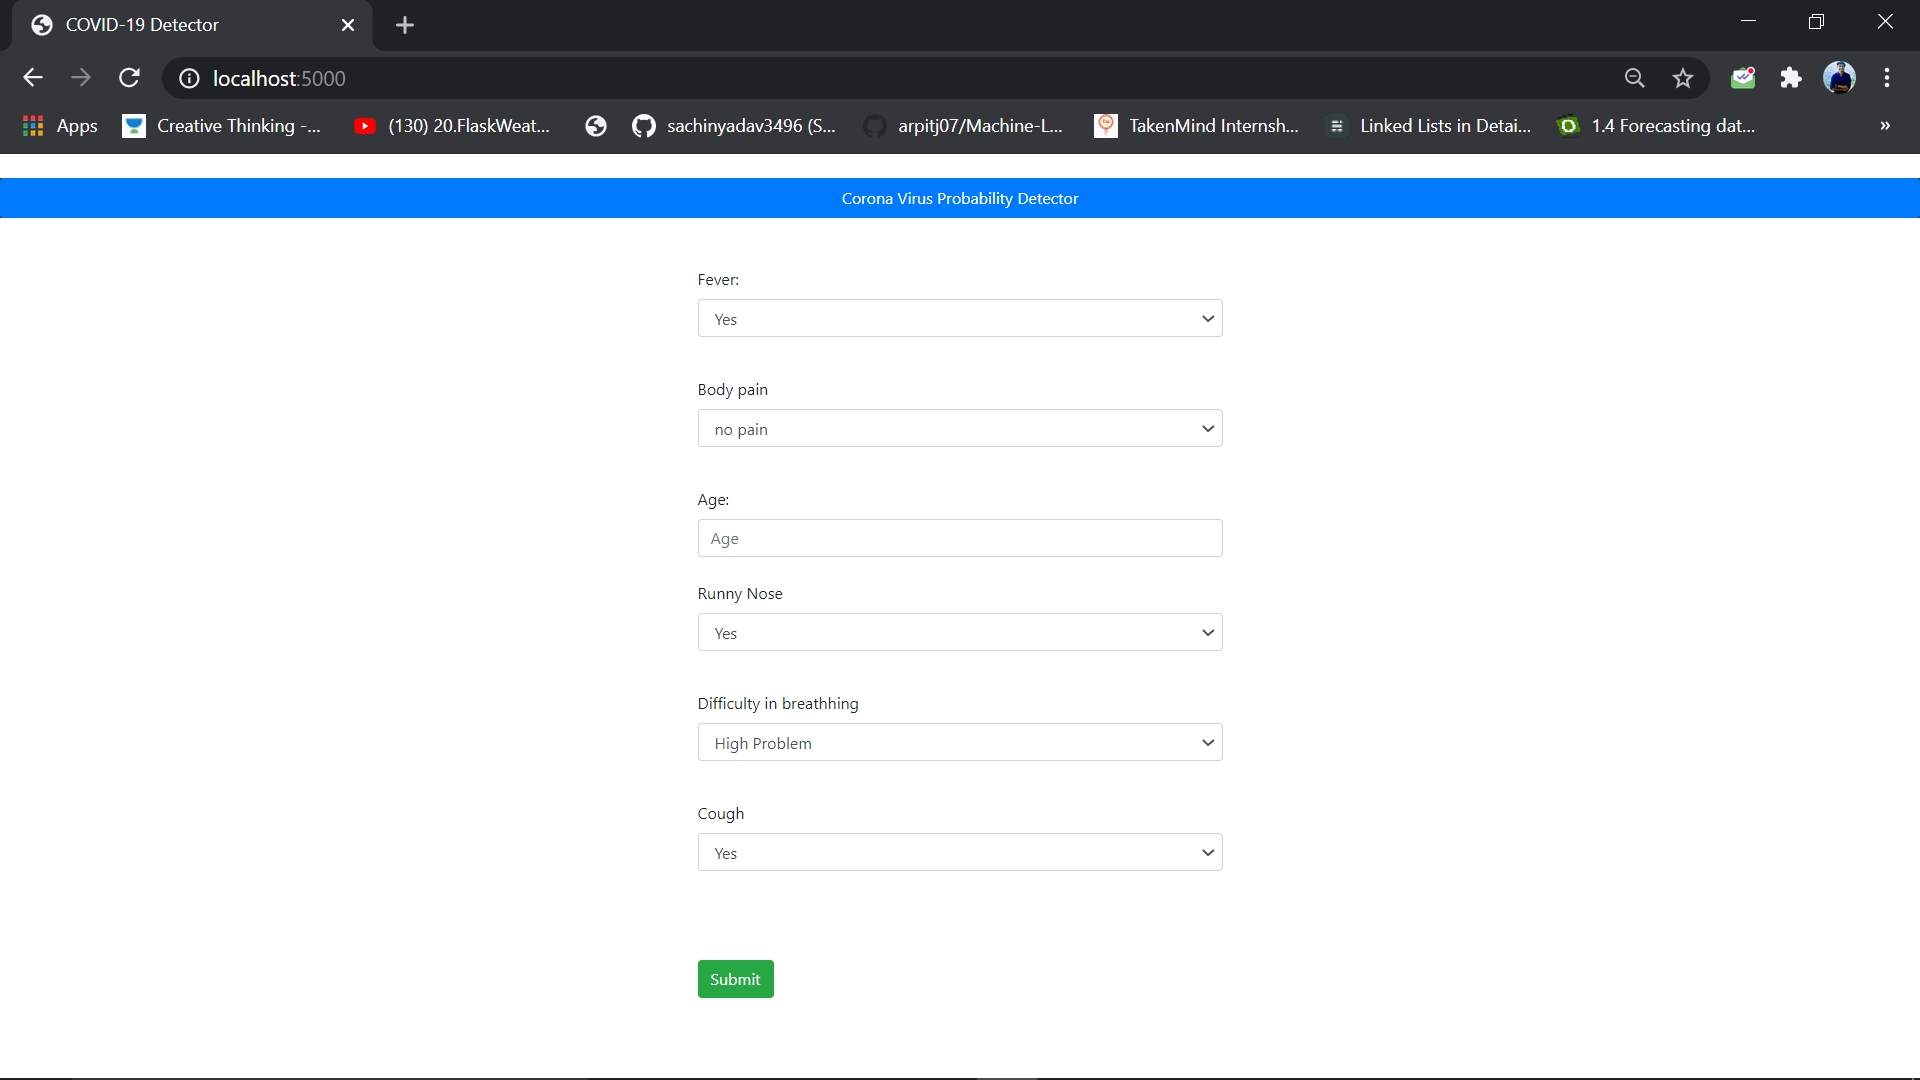 COVID-19 Detector
localhost:5000
Apps
Creative Thinking -...
(130) 20.FlaskWeat...
sachinyadav3496 (S...
arpitj07/Machine-L...
TakenMind Internsh...
Linked Lists in Detai...
1.4 Forecasting dat...
»
Corona Virus Probability Detector
Fever:
Yes
Body pain
no pain
Age:
Age
Runny Nose
Yes
Difficulty in breathhing
High Problem
Cough
Yes
Submit